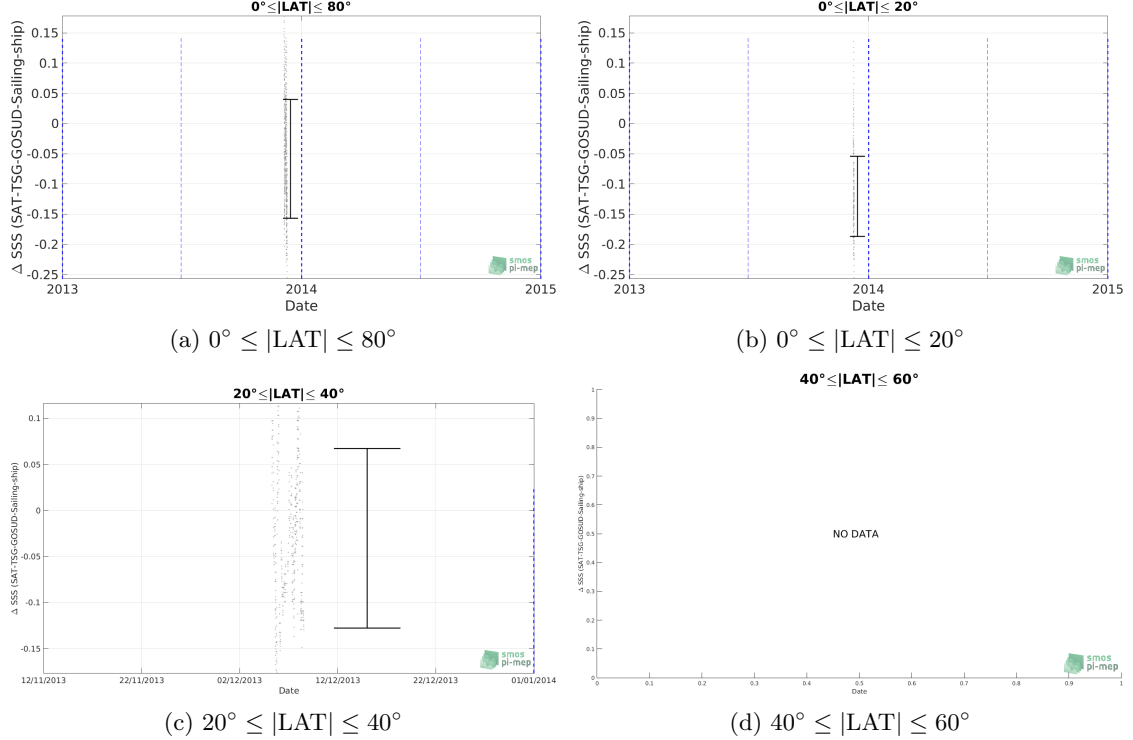 0°≤|LAT|≤ 80°
Δ SSS (SAT-TSG-GOSUD-Sailing-ship)
0.15
0.1
0.05
0
-0.05
-0.1
-0.15
-0.2
-0.25
2013
2014
2015
Date
smos
pi-mep
(a) 0° ≤ |LAT| ≤ 80°
0°≤|LAT|≤ 20°
Δ SSS (SAT-TSG-GOSUD-Sailing-ship)
0.15
0.1
0.05
0
-0.05
-0.1
-0.15
-0.2
-0.25
2013
2014
2015
Date
smos
pi-mep
(b) 0° ≤ |LAT| ≤ 20°
20°≤|LAT|≤ 40°
Δ SSS (SAT-TSG-GOSUD-Sailing-ship)
0.1
0.05
0
-0.05
-0.1
-0.15
12/11/2013
22/11/2013
02/12/2013
12/12/2013
22/12/2013
01/01/2014
Date
smos
pi-mep
(c) 20° ≤ |LAT| ≤ 40°
40°≤|LAT|≤ 60°
Δ SSS (SAT-TSG-GOSUD-Sailing-ship)
1
0.9
0.8
0.7
0.6
0.5
0.4
0.3
0.2
0.1
0
NO DATA
0
0.1
0.2
0.3
0.4
0.5
0.6
0.7
0.8
0.9
1
Date
smos
pi-mep
(d) 40° ≤ |LAT| ≤ 60°